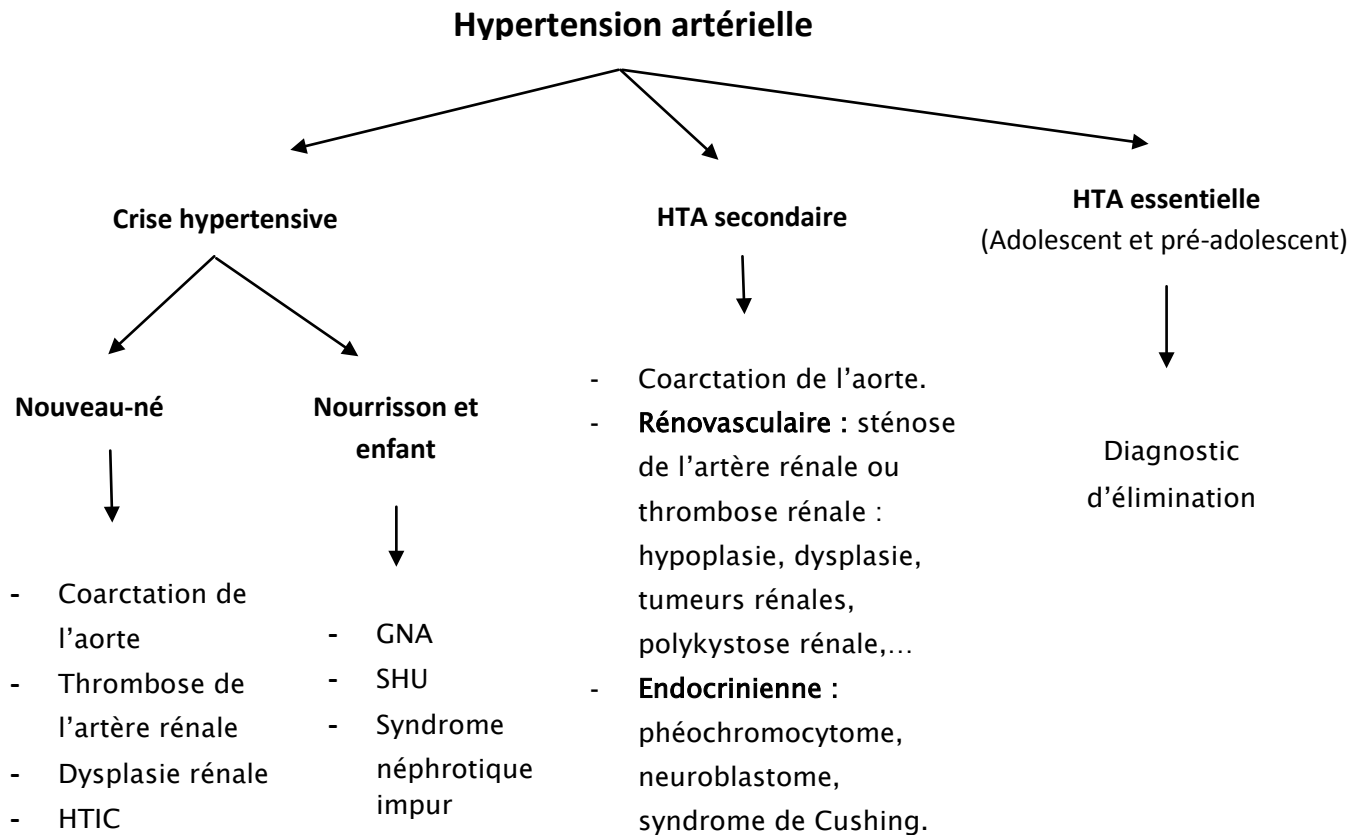 Hypertension artérielle
Crise hypertensive
HTA secondaire
HTA essentielle
(Adolescent et pré-adolescent)
Nouveau-né
Nourrisson et
enfant
- Coarctation de
l’aorte
- Thrombose de
l’artère rénale
- Dysplasie rénale
- HTIC
- GNA
- SHU
- Syndrome
néphrotique
impur
- Coarctation de l’aorte.
- Rénovasculaire : sténose
de l’artère rénale ou
thrombose rénale :
hypoplasie, dysplasie,
tumeurs rénales,
polykystose rénale,…
- Endocrinienne :
phéochromocytome,
neuroblastome,
syndrome de Cushing.
Diagnostic
d’élimination